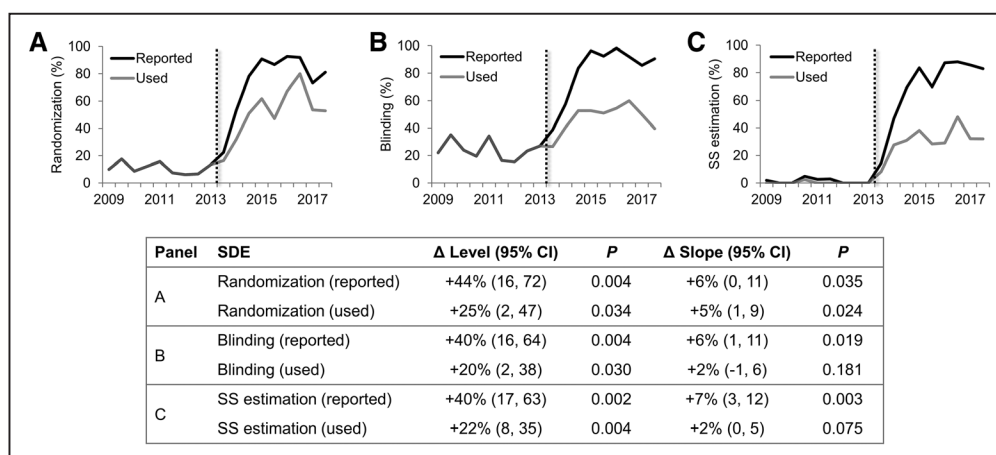 A
Randomization (%)
100
80
60
40
20
0
Reported
Used
2009 2011 2013 2015 2017
B
Blinding (%)
100
80
60
40
20
0
Reported
Used
2009 2011 2013 2015 2017
C
SS estimation (%)
100
80
60
40
20
0
Reported
Used
2009 2011 2013 2015 2017
Panel SDE Δ Level (95% CI) P Δ Slope (95% CI) P
A
Randomization (reported) +44% (16, 72) 0.004 +6% (0, 11) 0.035
Randomization (used) +25% (2, 47) 0.034 +5% (1, 9) 0.024
B
Blinding (reported) +40% (16, 64) 0.004 +6% (1, 11) 0.019
Blinding (used) +20% (2, 38) 0.030 +2% (-1, 6) 0.181
C
SS estimation (reported) +40% (17, 63) 0.002 +7% (3, 12) 0.003
SS estimation (used) +22% (8, 35) 0.004 +2% (0, 5) 0.075